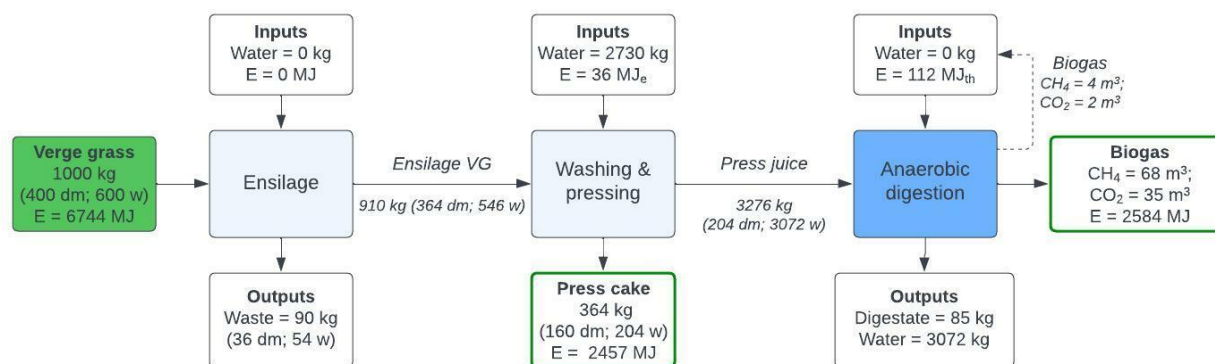 Inputs
Water = 0 kg
E = 0 MJ
Inputs
Water = 2730 kg
E = 36 MJₑ
Inputs
Water = 0 kg
E = 112 MJₜₕ
Biogas
CH₄ = 4 m³;
CO₂ = 2 m³
Verge grass
1000 kg
(400 dm; 600 w)
E = 6744 MJ
Ensilage
Ensilage VG
910 kg (364 dm; 546 w)
Washing &
pressing
Press juice
3276 kg
(204 dm; 3072 w)
Anaerobic
digestion
Biogas
CH₄ = 68 m³;
CO₂ = 35 m³
E = 2584 MJ
Outputs
Waste = 90 kg
(36 dm; 54 w)
Press cake
364 kg
(160 dm; 204 w)
E =  2457 MJ
Outputs
Digestate = 85 kg
Water = 3072 kg